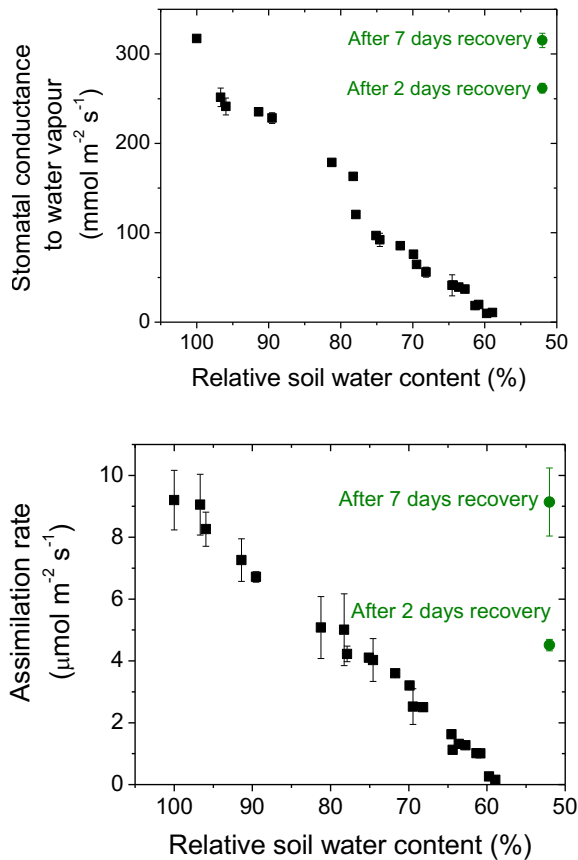 300
200
100
0
After 7 days recovery
After 2 days recovery
Stomatal conductance
to water vapour
(mmol m⁻² s⁻¹)
100 90 80 70 60 50
Relative soil water content (%)
10
8
6
4
2
0
After 7 days recovery
After 2 days recovery
Assimilation rate
(μmol m⁻² s⁻¹)
100 90 80 70 60 50
Relative soil water content (%)